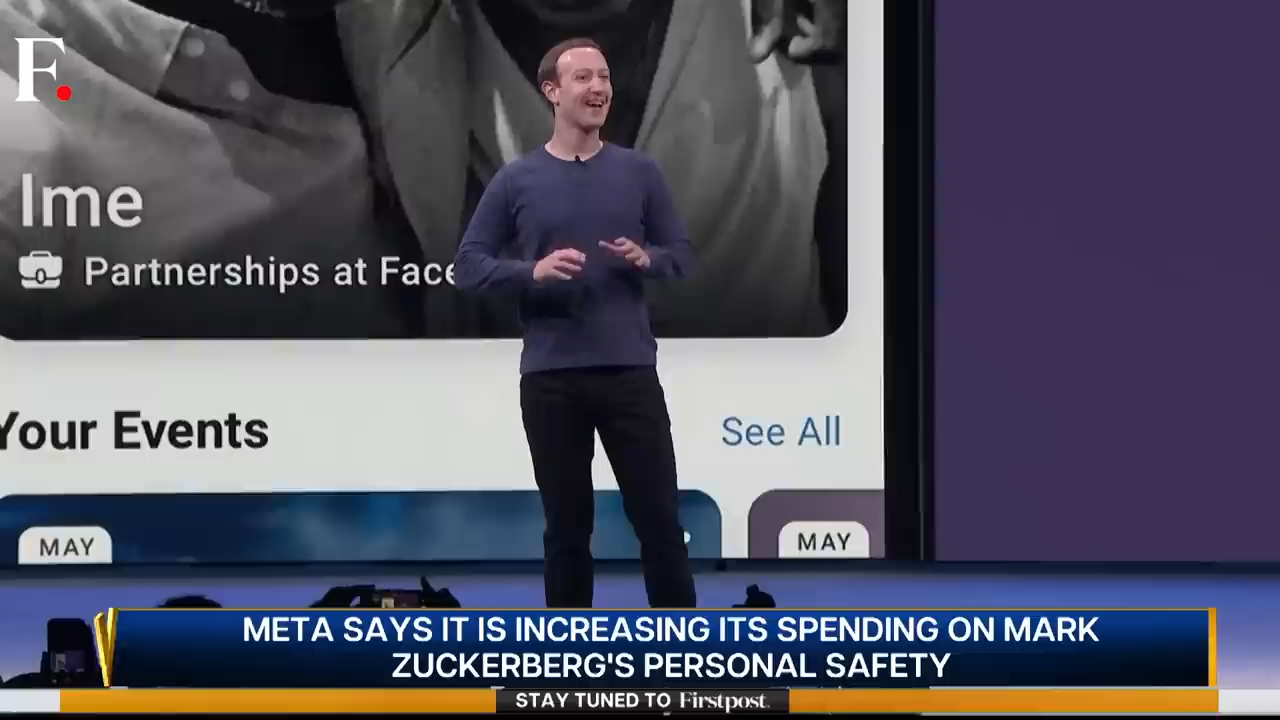 F.
Ime
Partnerships at Face
Your Events
See All
MAY
MAY
META SAYS IT IS INCREASING ITS SPENDING ON MARK
ZUCKERBERG'S PERSONAL SAFETY
STAY TUNED TO Firstpost.